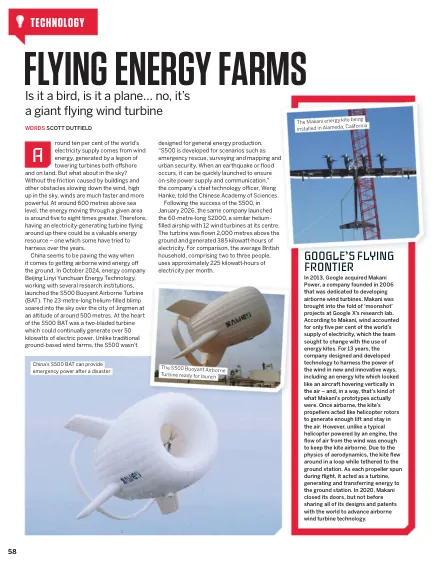 TECHNOLOGY
FLYING ENERGY FARMS
Is it a bird, is it a plane... no, it's
a giant flying wind turbine
WORDS SCOTT DUTFIELD
Around ten per cent of the world's
electricity supply comes from wind
energy, generated by a legion of
towering turbines both offshore
and on land. But what about in the sky?
Without the friction caused by buildings and
other obstacles slowing down the wind, high
up in the sky, winds are much faster and more
powerful. At around 600 metres above sea
level, the energy moving through a given area
is around five to eight times greater. Therefore,
having an electricity-generating turbine flying
around up there could be a valuable energy
resource – one which some have tried to
harness over the years.
China seems to be paving the way when
it comes to getting airborne wind energy off
the ground. In October 2024, energy company
Beijing Linyi Yunchuan Energy Technology,
working with several research institutions,
launched the S500 Buoyant Airborne Turbine
(BAT). The 23-metre-long helium-filled blimp
soared into the sky over the city of Jingmen at
an altitude of around 500 metres. At the heart
of the S500 BAT was a two-bladed turbine
which could continually generate over 50
kilowatts of electric power. Unlike traditional
ground-based wind farms, the S500 wasn't
designed for general energy production.
"S500 is developed for scenarios such as
emergency rescue, surveying and mapping and
urban security. When an earthquake or flood
occurs, it can be quickly launched to ensure
on-site power supply and communication,"
the company's chief technology officer, Weng
Hanke, told the Chinese Academy of Sciences.
Following the success of the S500, in
January 2026, the same company launched
the 60-metre-long S2000, a similar helium-
filled airship with 12 wind turbines at its centre.
The turbine was flown 2,000 metres above the
ground and generated 385 kilowatt-hours of
electricity. For comparison, the average British
household, comprising two to three people,
uses approximately 225 kilowatt-hours of
electricity per month.
China's S500 BAT can provide
emergency power after a disaster
The S500 Buoyant Airborne
Turbine ready for launch
The Makani energy kite being
installed in Alameda, California
GOOGLE'S FLYING
FRONTIER
In 2013, Google acquired Makani
Power, a company founded in 2006
that was dedicated to developing
airborne wind turbines. Makani was
brought into the fold of 'moonshot'
projects at Google X's research lab.
According to Makani, wind accounted
for only five per cent of the world's
supply of electricity, which the team
sought to change with the use of
energy kites. For 13 years, the
company designed and developed
technology to harness the power of
the wind in new and innovative ways,
including an energy kite which looked
like an aircraft hovering vertically in
the air – and, in a way, that's kind of
what Makani's prototypes actually
were. Once airborne, the kite's
propellers acted like helicopter rotors
to generate enough lift and stay in
the air. However, unlike a typical
helicopter powered by an engine, the
flow of air from the wind was enough
to keep the kite airborne. Due to the
physics of aerodynamics, the kite flew
around in a loop while tethered to the
ground station. As each propeller spun
during flight, it acted as a turbine,
generating and transferring energy to
the ground station. In 2020, Makani
closed its doors, but not before
sharing all of its designs and patents
with the world to advance airborne
wind turbine technology.
58